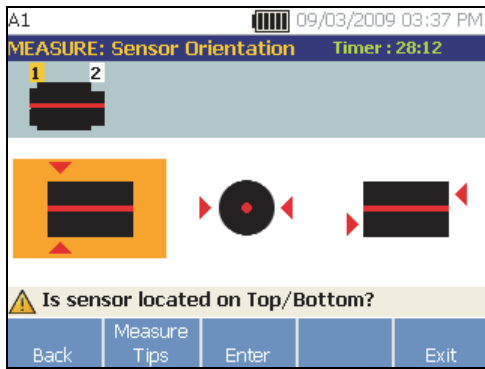 A1 09/03/2009 03:37 PM
MEASURE: Sensor Orientation Timer : 28:12
1 2
Is sensor located on Top/Bottom?
Measure
Back Tips Enter Exit